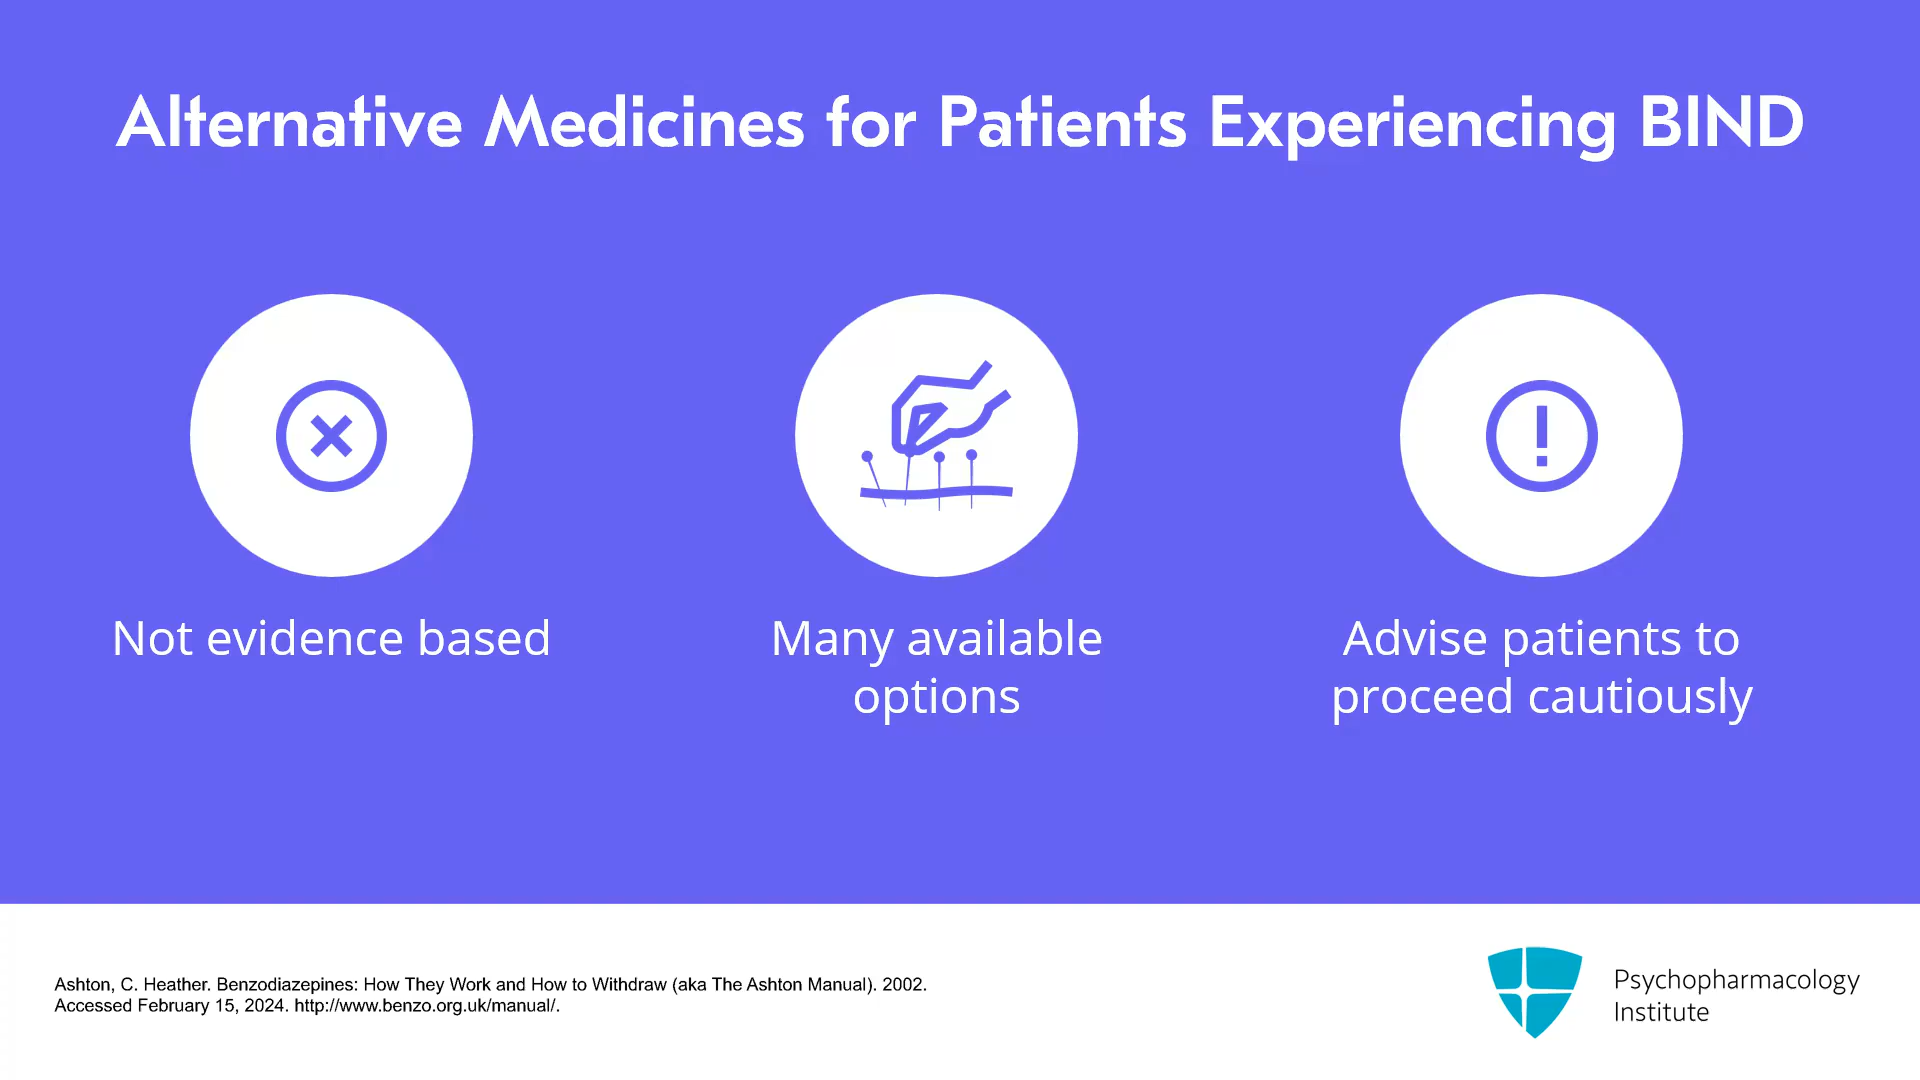 Alternative Medicines for Patients Experiencing BIND
Not evidence based
Many available
options
Advise patients to
proceed cautiously
Ashton, C. Heather. Benzodiazepines: How They Work and How to Withdraw (aka The Ashton Manual). 2002.
Accessed February 15, 2024. http://www.benzo.org.uk/manual/.
Psychopharmacology
Institute